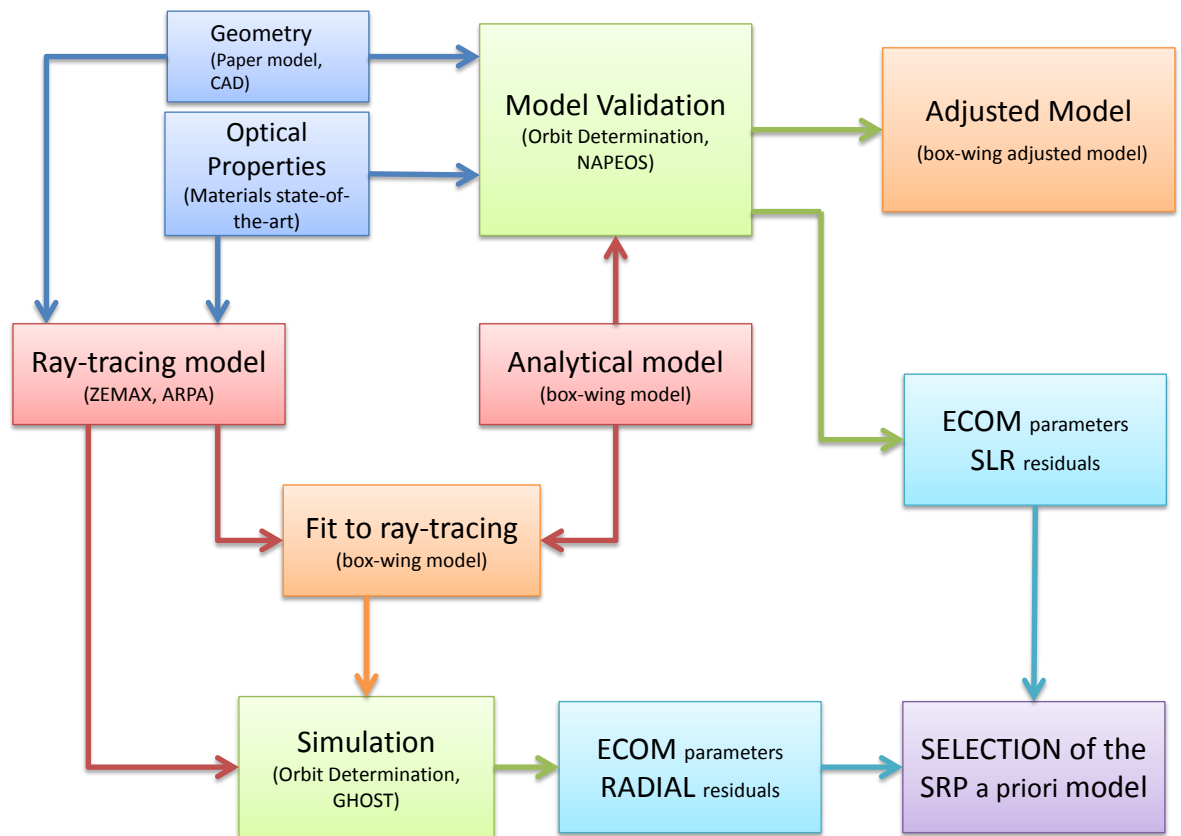 Geometry
(Paper model,
CAD)
Optical
Properties
(Materials state-of-
the-art)
Model Validation
(Orbit Determination,
NAPEOS)
Adjusted Model
(box-wing adjusted model)
Ray-tracing model
(ZEMAX, ARPA)
Analytical model
(box-wing model)
ECOM parameters
SLR residuals
Fit to ray-tracing
(box-wing model)
Simulation
(Orbit Determination,
GHOST)
ECOM parameters
RADIAL residuals
SELECTION of the
SRP a priori model